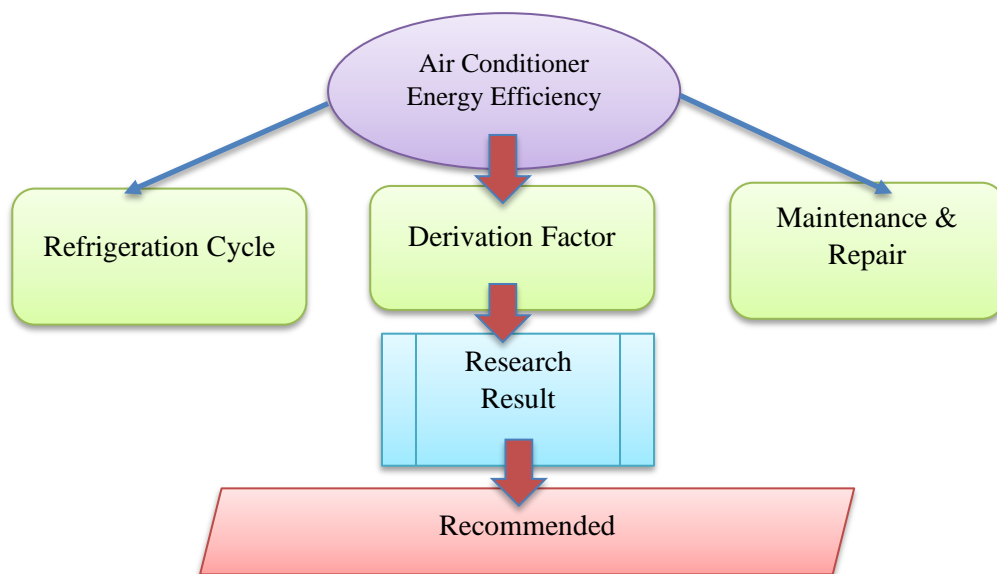 Air Conditioner
Energy Efficiency
Refrigeration Cycle
Derivation Factor
Maintenance &
Repair
Research
Result
Recommended